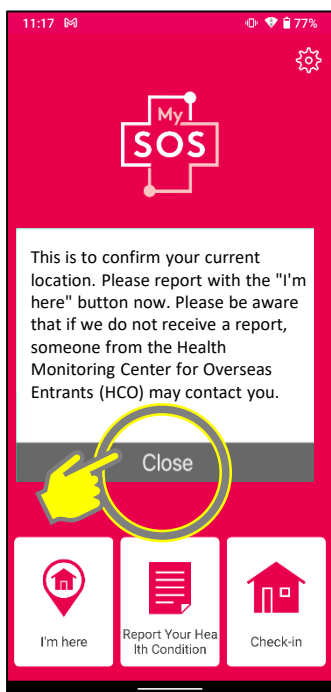 11:17
77%
My
SOS
This is to confirm your current
location. Please report with the "I'm
here" button now. Please be aware
that if we do not receive a report,
someone from the Health
Monitoring Center for Overseas
Entrants (HCO) may contact you.
Close
I'm here
Report Your Hea
lth Condition
Check-in